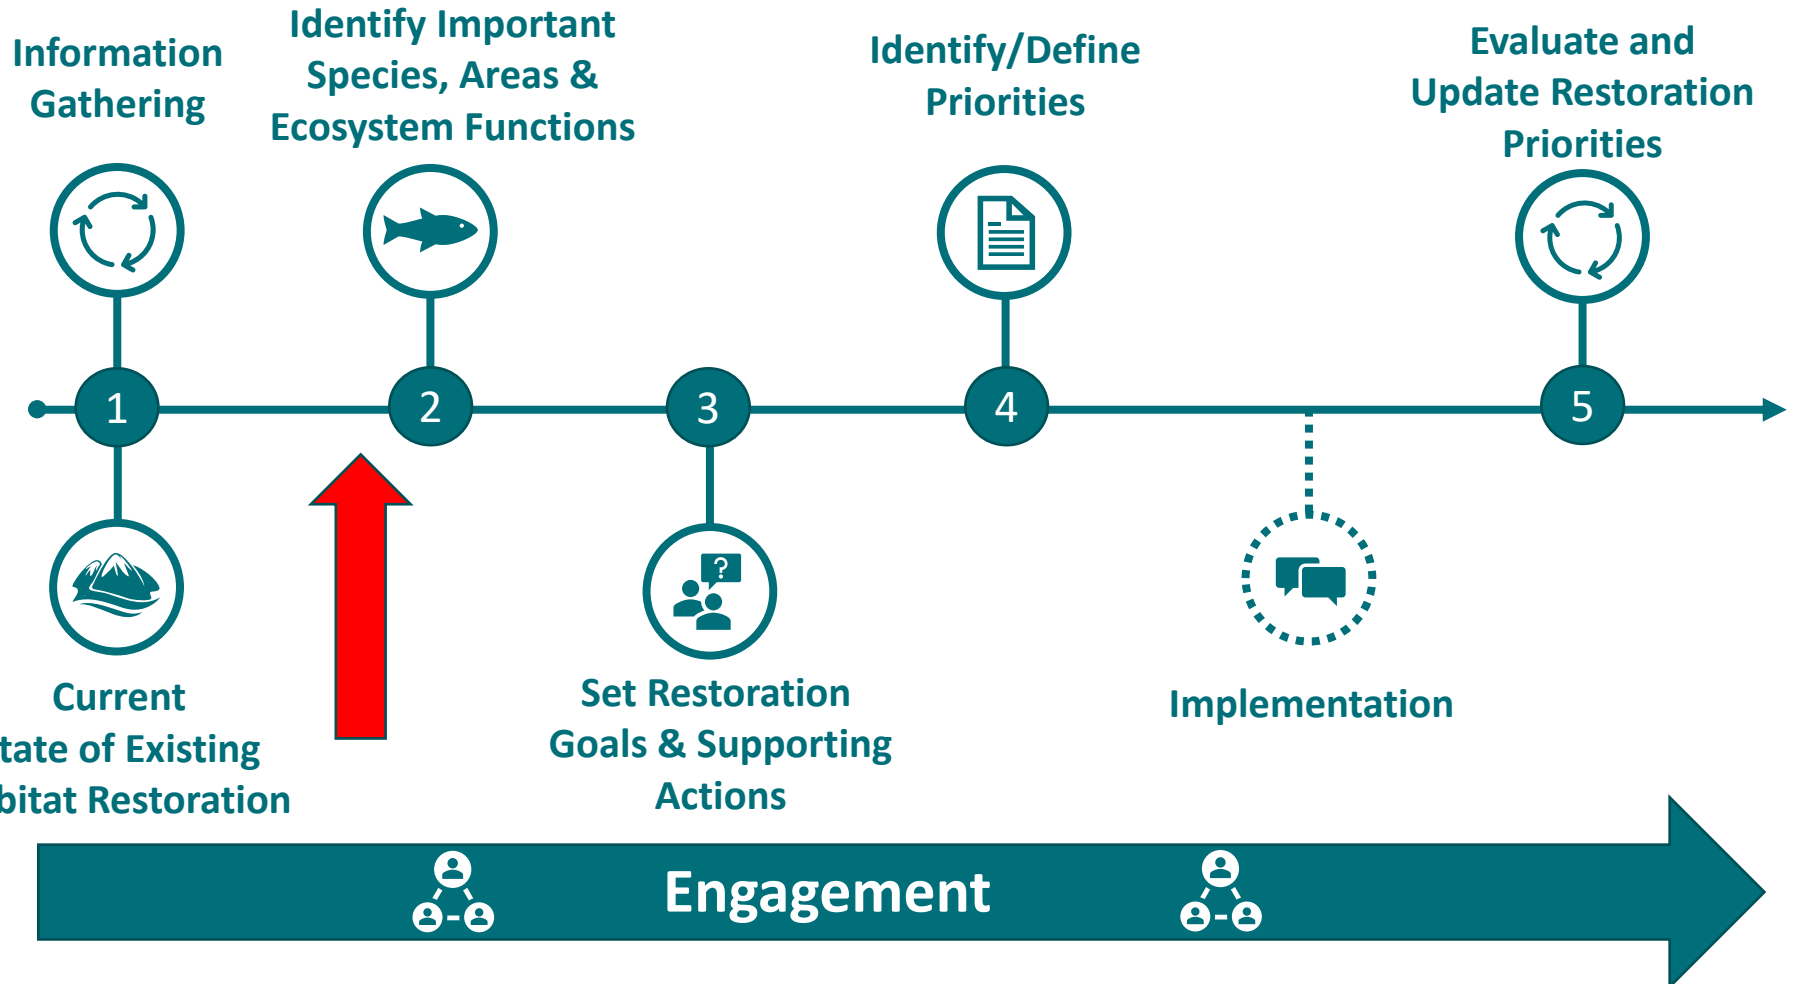 Information
Gathering
Identify Important
Species, Areas &
Ecosystem Functions
Identify/Define
Priorities
Evaluate and
Update Restoration
Priorities
1
2
3
4
5
?
Current
tate of Existing
bitat Restoration
Set Restoration
Goals & Supporting
Actions
Implementation
Engagement